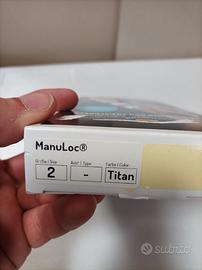 ManuLoc®
Größe | Size Ausf. | Type Farbe | Color
2 - Titan
subito